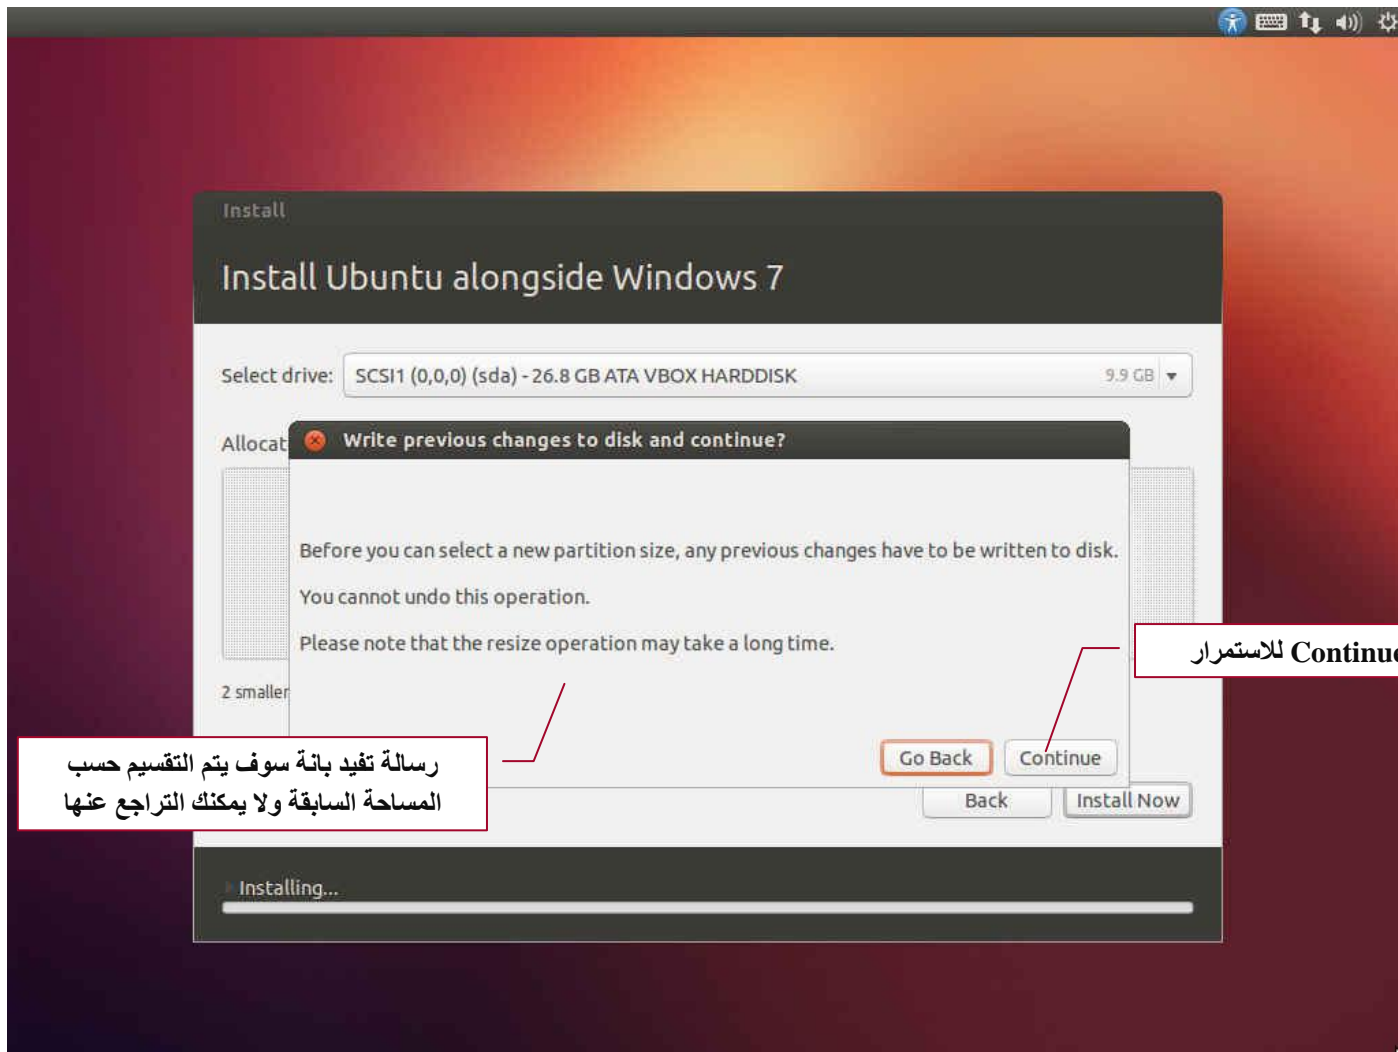 Install
Install Ubuntu alongside Windows 7
Select drive:
SCSI1 (0,0,0) (sda) - 26.8 GB ATA VBOX HARDDISK
9.9 GB
Allocat
Write previous changes to disk and continue?
Before you can select a new partition size, any previous changes have to be written to disk.
You cannot undo this operation.
Please note that the resize operation may take a long time.
Continue للاستمرار
2 smaller
رسالة تفيد بانة سوف يتم التقسيم حسب
المساحة السابقة ولا يمكنك التراجع عنها
Go Back
Continue
Back
Install Now
Installing...